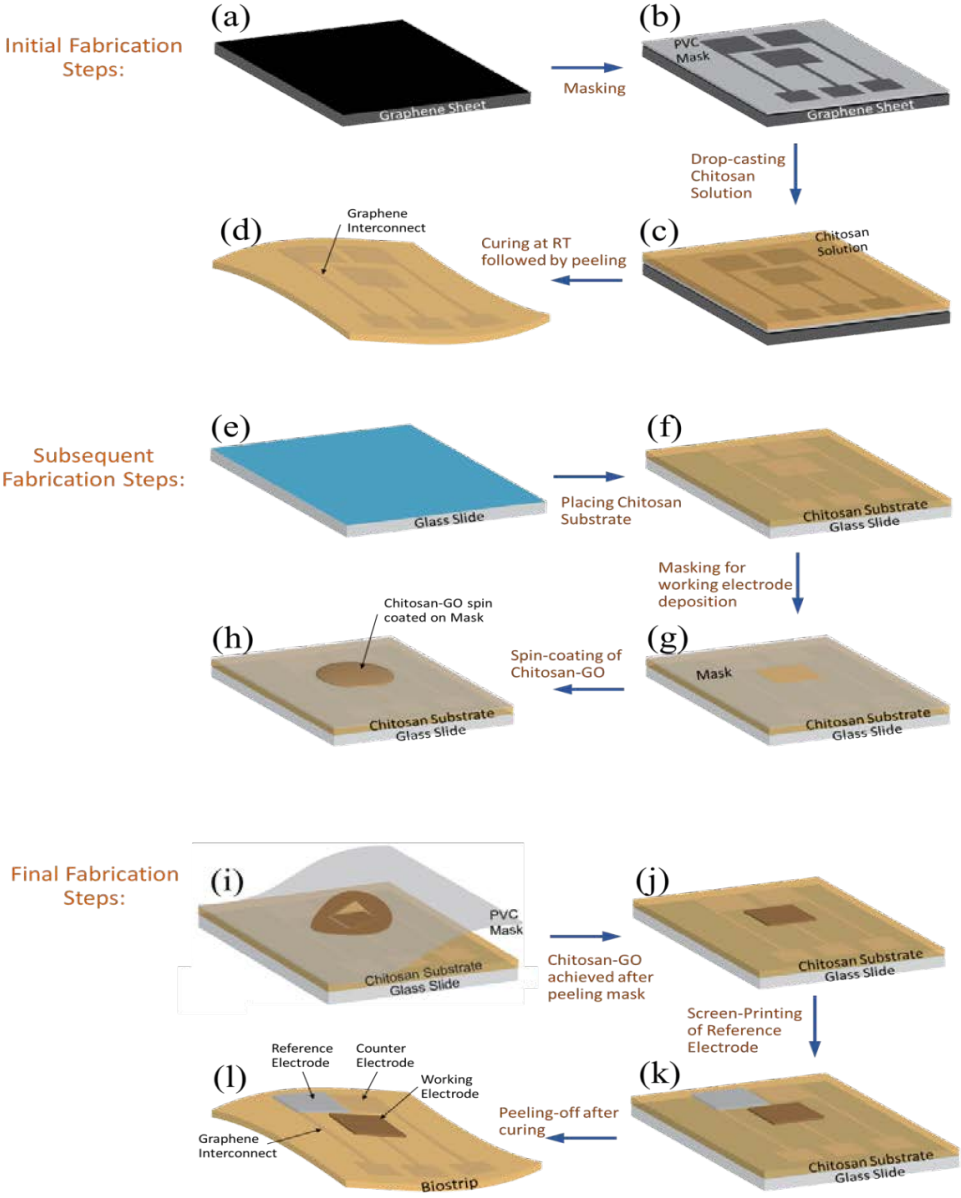 Initial Fabrication
Steps:
(a)
Graphene Sheet
Masking
(b)
PVC
Mask
Graphene Sheet
Drop-casting
Chitosan
Solution
(c)
Chitosan
Solution
Curing at RT
followed by peeling
(d)
Graphene
Interconnect
Subsequent
Fabrication Steps:
(e)
Glass Slide
Placing Chitosan
Substrate
(f)
Chitosan Substrate
Glass Slide
Masking for
working electrode
deposition
(g)
Mask
Chitosan Substrate
Glass Slide
Spin-coating of
Chitosan-GO
(h)
Chitosan-GO spin
coated on Mask
Chitosan Substrate
Glass Slide
Final Fabrication
Steps:
(i)
PVC
Mask
Chitosan Substrate
Glass Slide
Chitosan-GO
achieved after
peeling mask
(j)
Chitosan Substrate
Glass Slide
Screen-Printing
of Reference
Electrode
(k)
Chitosan Substrate
Glass Slide
Peeling-off after
curing
(l)
Reference
Electrode
Counter
Electrode
Working
Electrode
Graphene
Interconnect
Biostrip